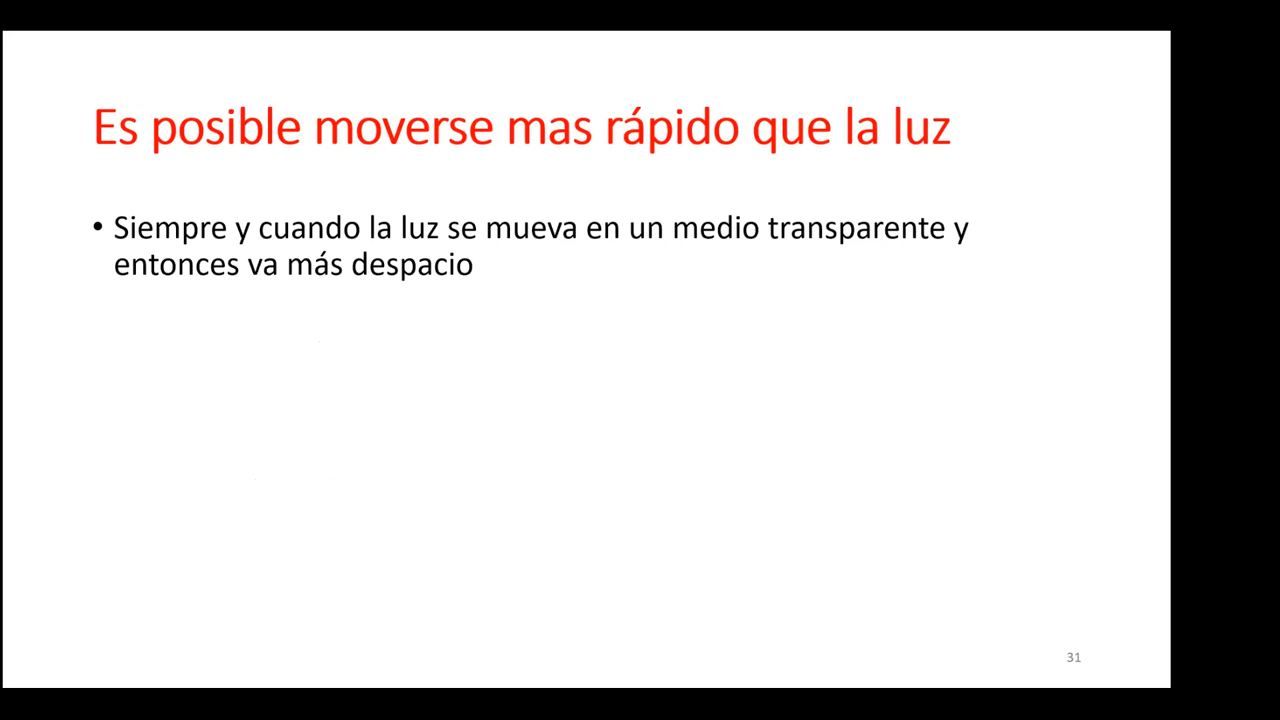 Es posible moverse mas rápido que la luz
• Siempre y cuando la luz se mueva en un medio transparente y
entonces va más despacio
31